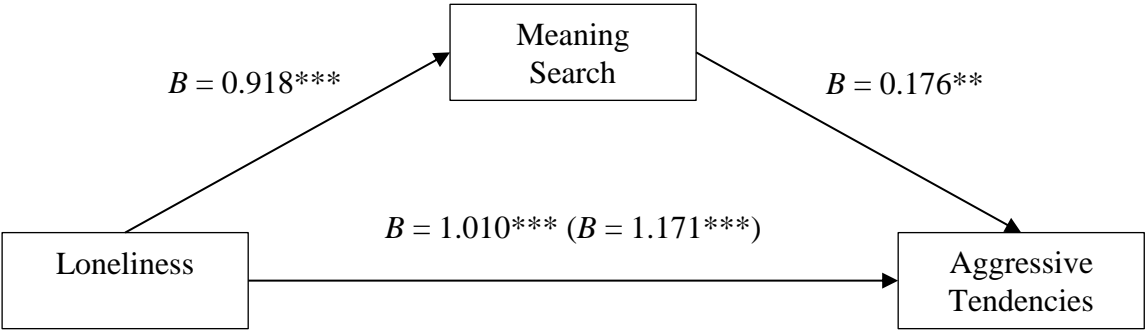 Meaning
Search
B = 0.918***
B = 0.176**
B = 1.010*** (B = 1.171***)
Loneliness
Aggressive
Tendencies